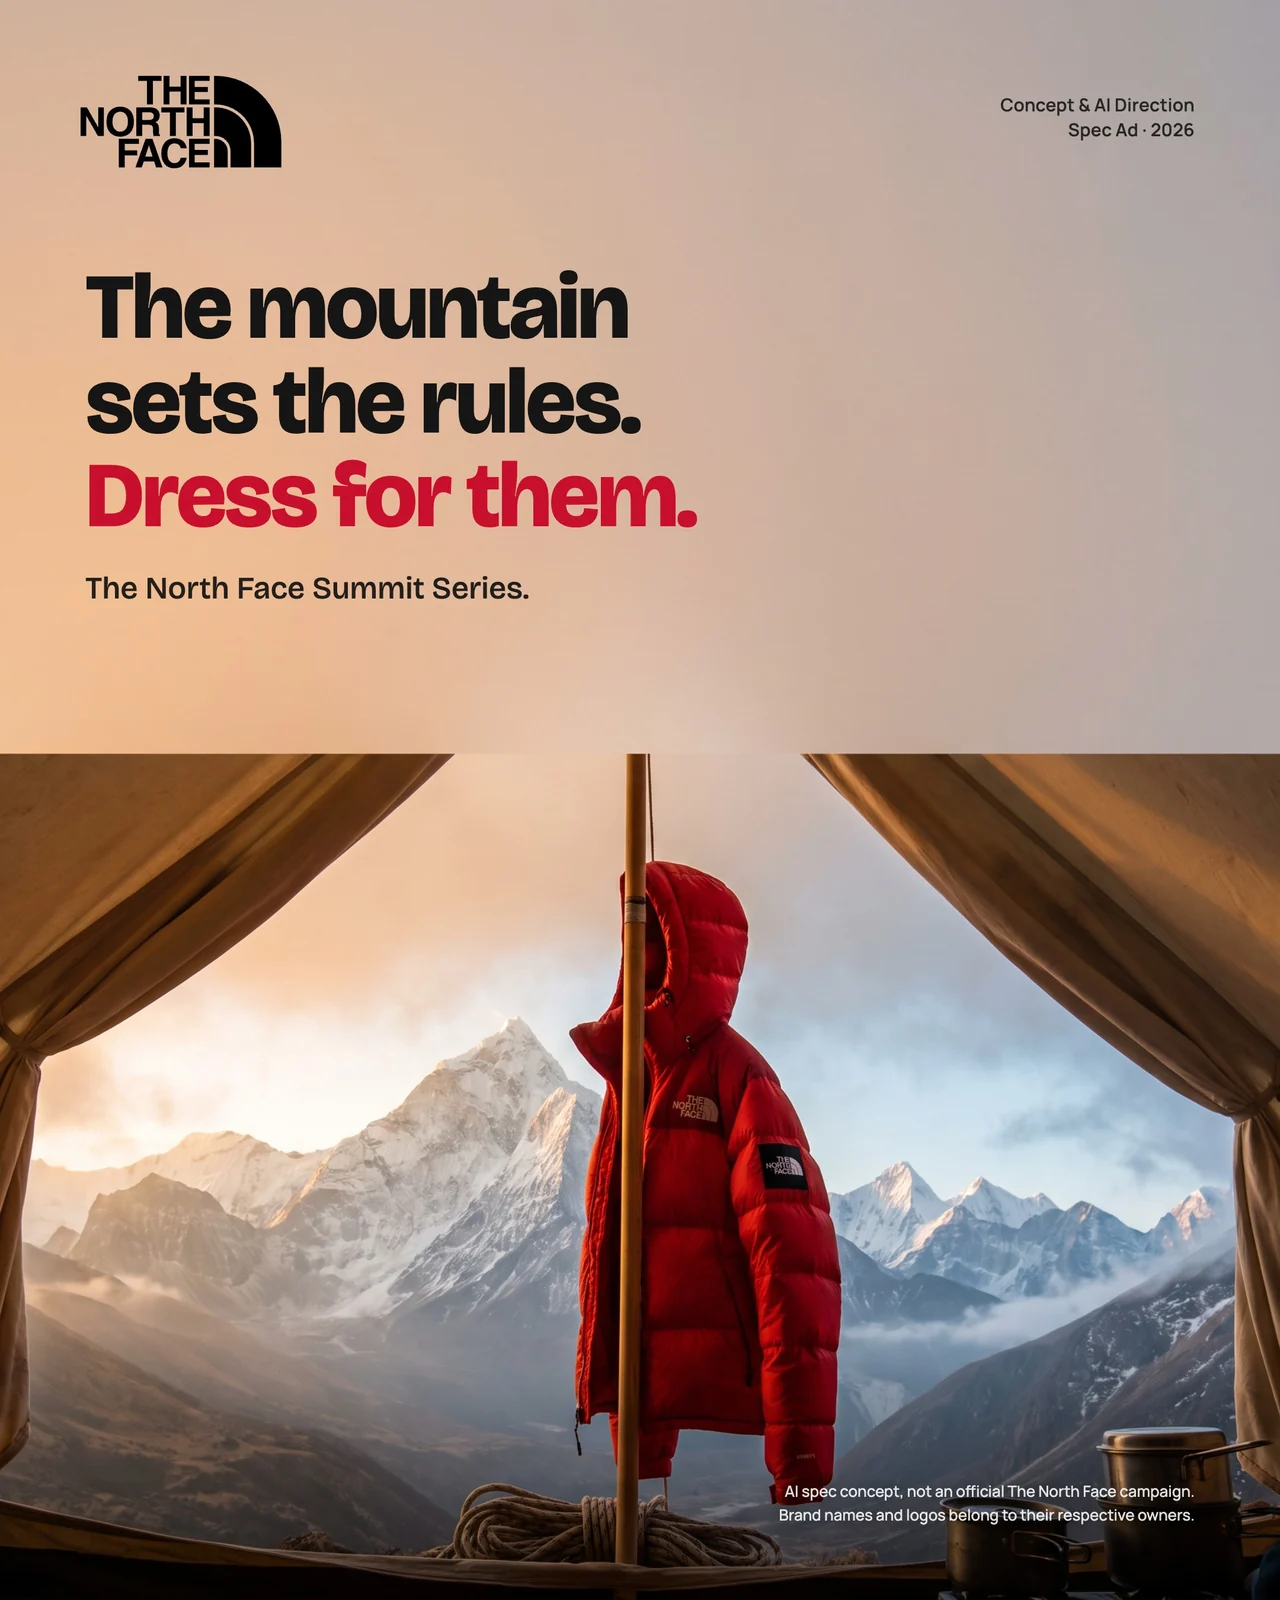 THE
NORTH
FACE
Concept & AI Direction
Spec Ad · 2026
The mountain
sets the rules.
Dress for them.
The North Face Summit Series.
THE
NORTH
FACE
THE
NORTH
FACE
AI spec concept, not an official The North Face campaign.
Brand names and logos belong to their respective owners.